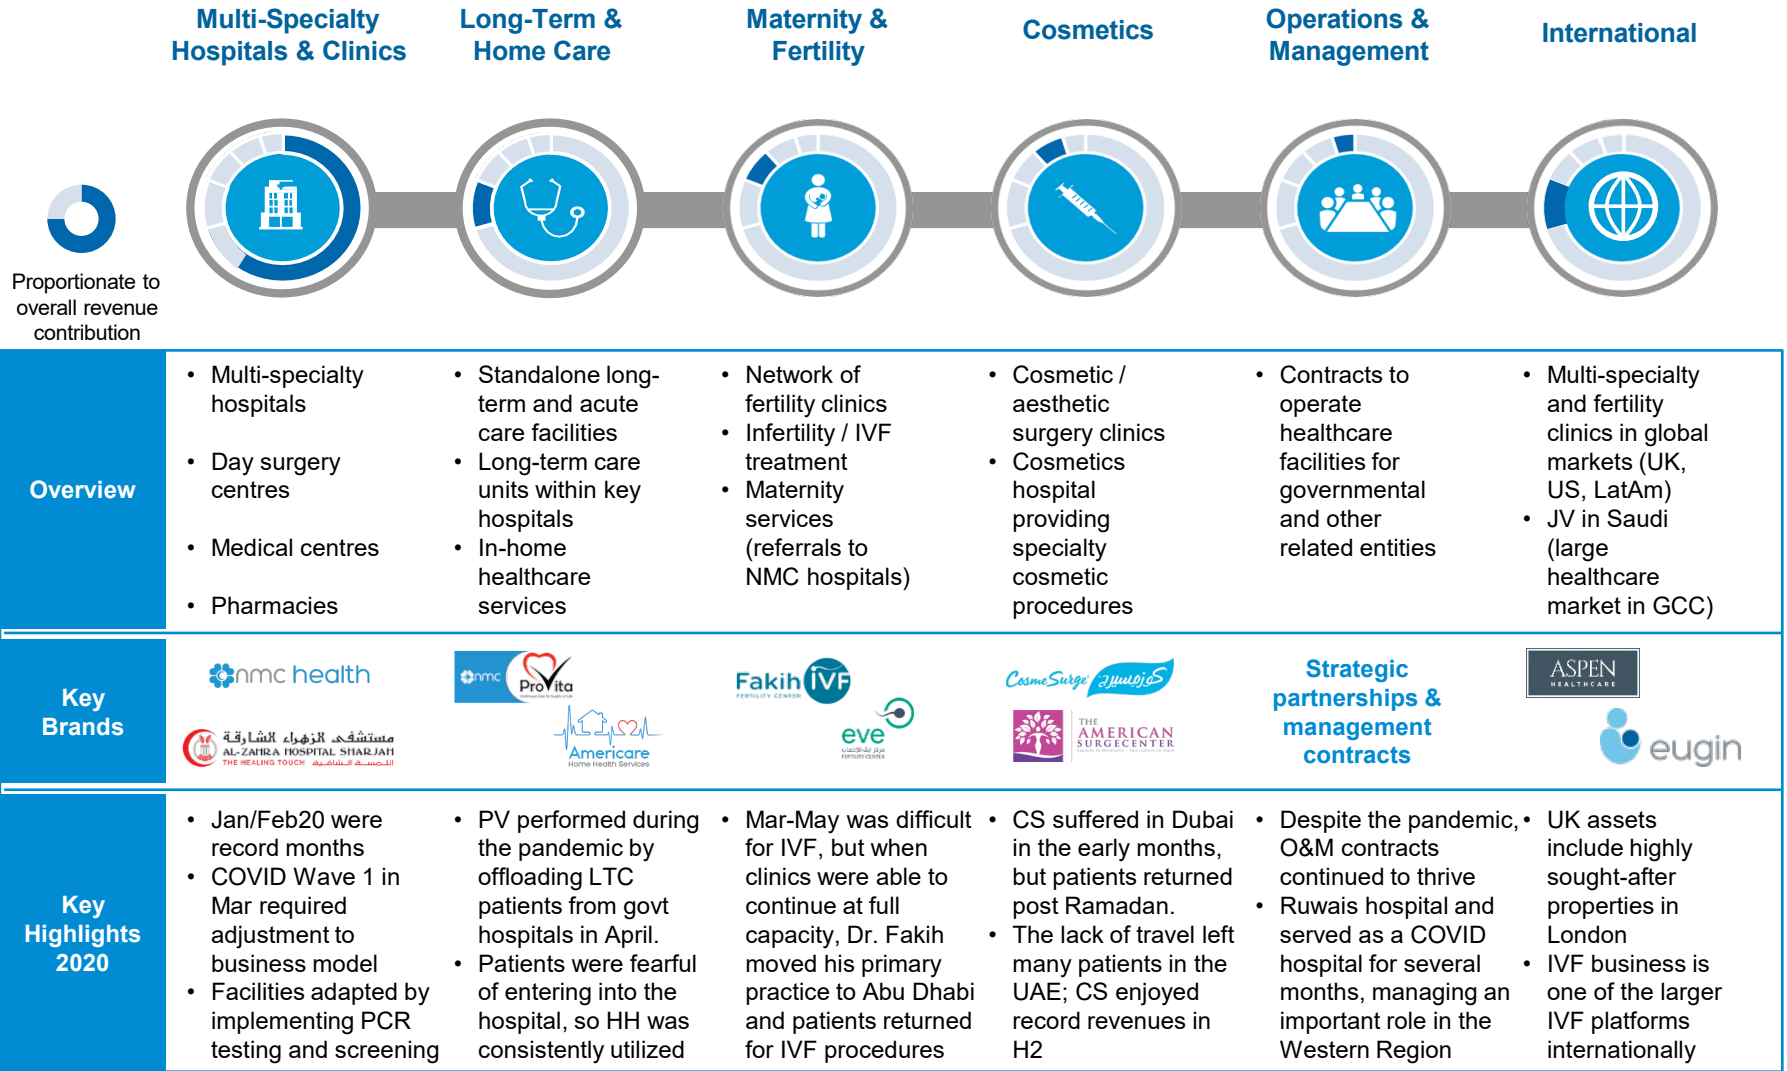 Multi-Specialty
Hospitals & Clinics
Long-Term &
Home Care
Maternity &
Fertility
Cosmetics
Operations &
Management
International
Proportionate to
overall revenue
contribution
Overview
• Multi-specialty
hospitals
• Day surgery
centres
• Medical centres
• Pharmacies
• Standalone long-
term and acute
care facilities
• Long-term care
units within key
hospitals
• In-home
healthcare
services
• Network of
fertility clinics
• Infertility / IVF
treatment
• Maternity
services
(referrals to
NMC hospitals)
• Cosmetic /
aesthetic
surgery clinics
• Cosmetics
hospital
providing
specialty
cosmetic
procedures
• Contracts to
operate
healthcare
facilities for
governmental
and other
related entities
• Multi-specialty
and fertility
clinics in global
markets (UK,
US, LatAm)
• JV in Saudi
(large
healthcare
market in GCC)
Key
Brands
nmc health
مستشفى الزهراء الشارقة
AL-ZAHRA HOSPITAL SHARJAH
THE HEALING TOUCH اللمسة الشافية
nmc
ProVita
Americare
Home Health Services
Fakih IVF
FERTILITY CENTER
eve
FERTILITY CENTER
CosmeSurge كوزمسيرج
THE
AMERICAN
SURGECENTER
Strategic
partnerships &
management
contracts
ASPEN
HEALTHCARE
eugin
Key
Highlights
2020
• Jan/Feb20 were
record months
• COVID Wave 1 in
Mar required
adjustment to
business model
• Facilities adapted by
implementing PCR
testing and screening
• PV performed during
the pandemic by
offloading LTC
patients from govt
hospitals in April.
• Patients were fearful
of entering into the
hospital, so HH was
consistently utilized
• Mar-May was difficult
for IVF, but when
clinics were able to
continue at full
capacity, Dr. Fakih
moved his primary
practice to Abu Dhabi
and patients returned
for IVF procedures
• CS suffered in Dubai
in the early months,
but patients returned
post Ramadan.
• The lack of travel left
many patients in the
UAE; CS enjoyed
record revenues in
H2
• Despite the pandemic,
O&M contracts
continued to thrive
• Ruwais hospital and
served as a COVID
hospital for several
months, managing an
important role in the
Western Region
• UK assets
include highly
sought-after
properties in
London
• IVF business is
one of the larger
IVF platforms
internationally